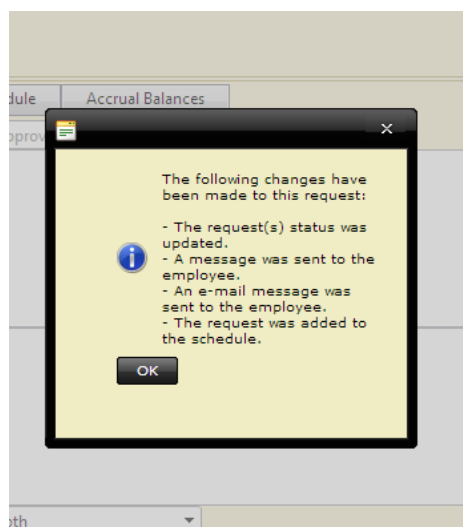 dule Accrual Balances
pprov
X
The following changes have
been made to this request:
- The request(s) status was
updated.
- A message was sent to the
employee.
- An e-mail message was
sent to the employee.
- The request was added to
the schedule.
OK
oth